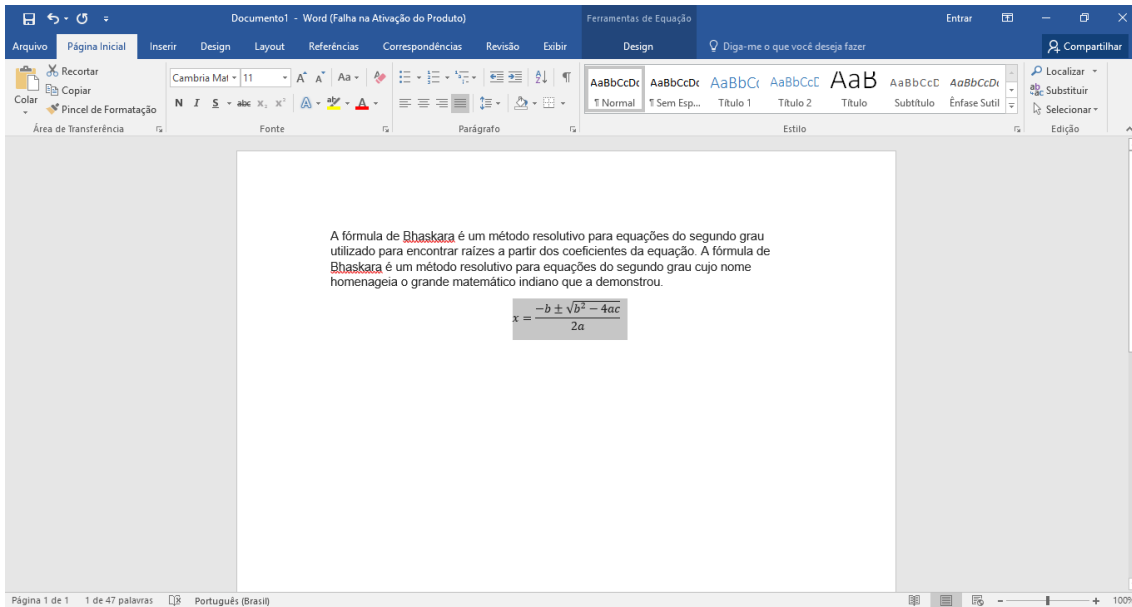 Documento1 - Word (Falha na Ativação do Produto)
Ferramentas de Equação
Entrar
Arquivo Página Inicial Inserir Design Layout Referências Correspondências Revisão Exibir Design Diga-me o que você deseja fazer Compartilhar
Colar
Recortar
Copiar
Pincel de Formatação
Área de Transferência
Cambria Mat 11
N I S abc x₂ x²
Fonte
Parágrafo
AaBbCcDc AaBbCcDc AaBbCc AaBbCcE AaB AaBbCcD AaBbCcDc
¶ Normal ¶ Sem Esp... Título 1 Título 2 Título Subtítulo Ênfase Sutil
Estilo
Localizar
Substituir
Selecionar
Edição
A fórmula de Bhaskara é um método resolutivo para equações do segundo grau
utilizado para encontrar raízes a partir dos coeficientes da equação. A fórmula de
Bhaskara é um método resolutivo para equações do segundo grau cujo nome
homenageia o grande matemático indiano que a demonstrou.
x = (−b ± √(b² − 4ac)) / 2a
Página 1 de 1 1 de 47 palavras Português (Brasil) 100%